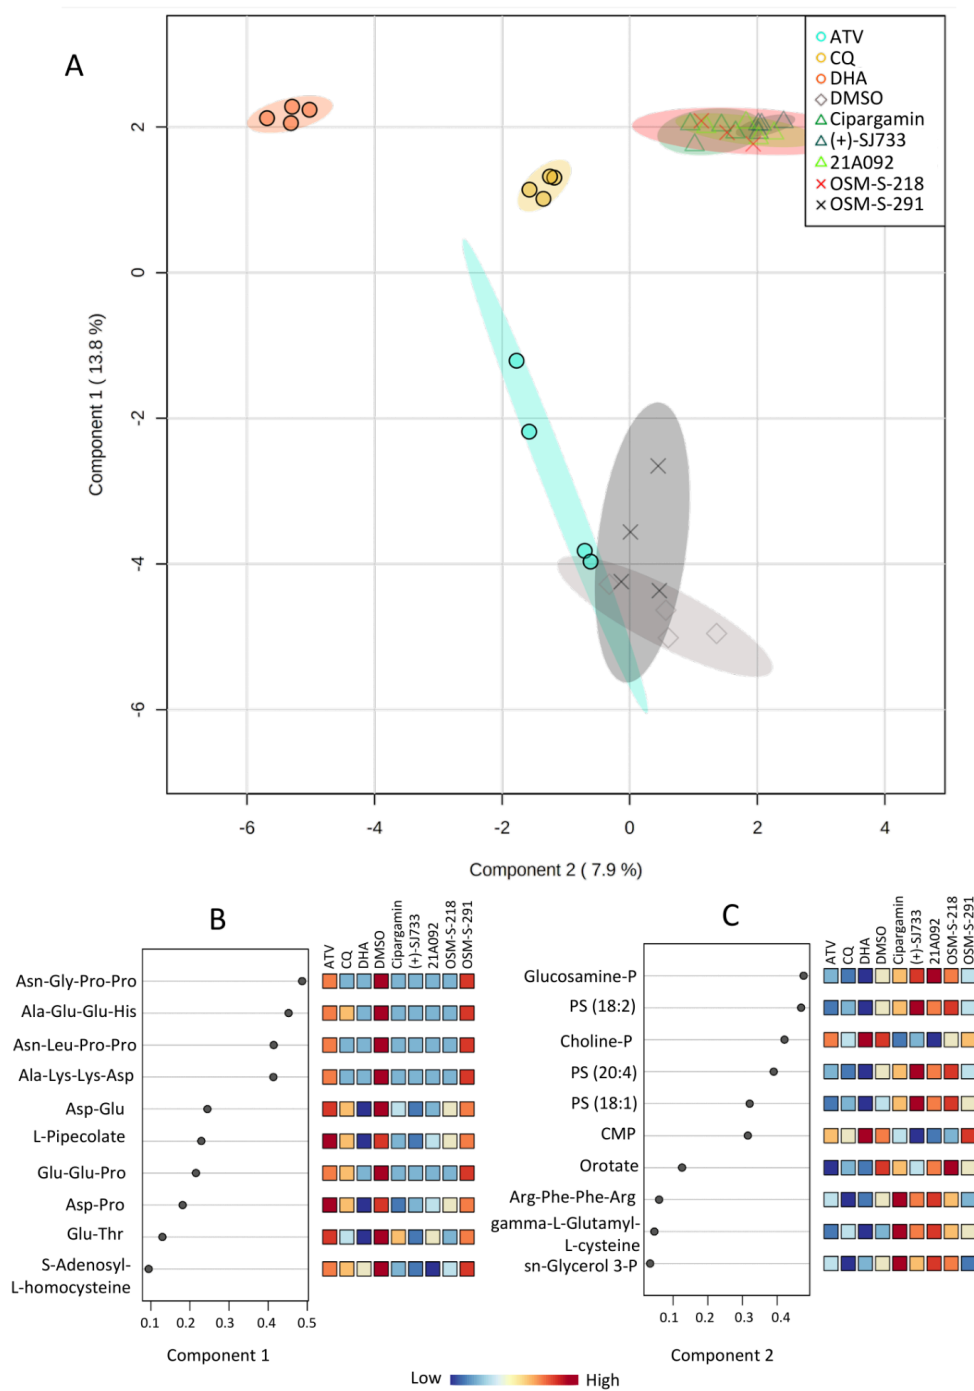 A
ATV
CQ
DHA
DMSO
Cipargamin
(+)-SJ733
21A092
OSM-S-218
OSM-S-291
2
0
-2
-4
-6
Component 1 ( 13.8 %)
-6 -4 -2 0 2 4
Component 2 ( 7.9 %)
B
ATV CQ DHA DMSO Cipargamin (+)-SJ733 21A092 OSM-S-218 OSM-S-291
Asn-Gly-Pro-Pro
Ala-Glu-Glu-His
Asn-Leu-Pro-Pro
Ala-Lys-Lys-Asp
Asp-Glu
L-Pipecolate
Glu-Glu-Pro
Asp-Pro
Glu-Thr
S-Adenosyl-
L-homocysteine
0.1 0.2 0.3 0.4 0.5
Component 1
C
ATV CQ DHA DMSO Cipargamin (+)-SJ733 21A092 OSM-S-218 OSM-S-291
Glucosamine-P
PS (18:2)
Choline-P
PS (20:4)
PS (18:1)
CMP
Orotate
Arg-Phe-Phe-Arg
gamma-L-Glutamyl-
L-cysteine
sn-Glycerol 3-P
0.1 0.2 0.3 0.4
Component 2
Low High